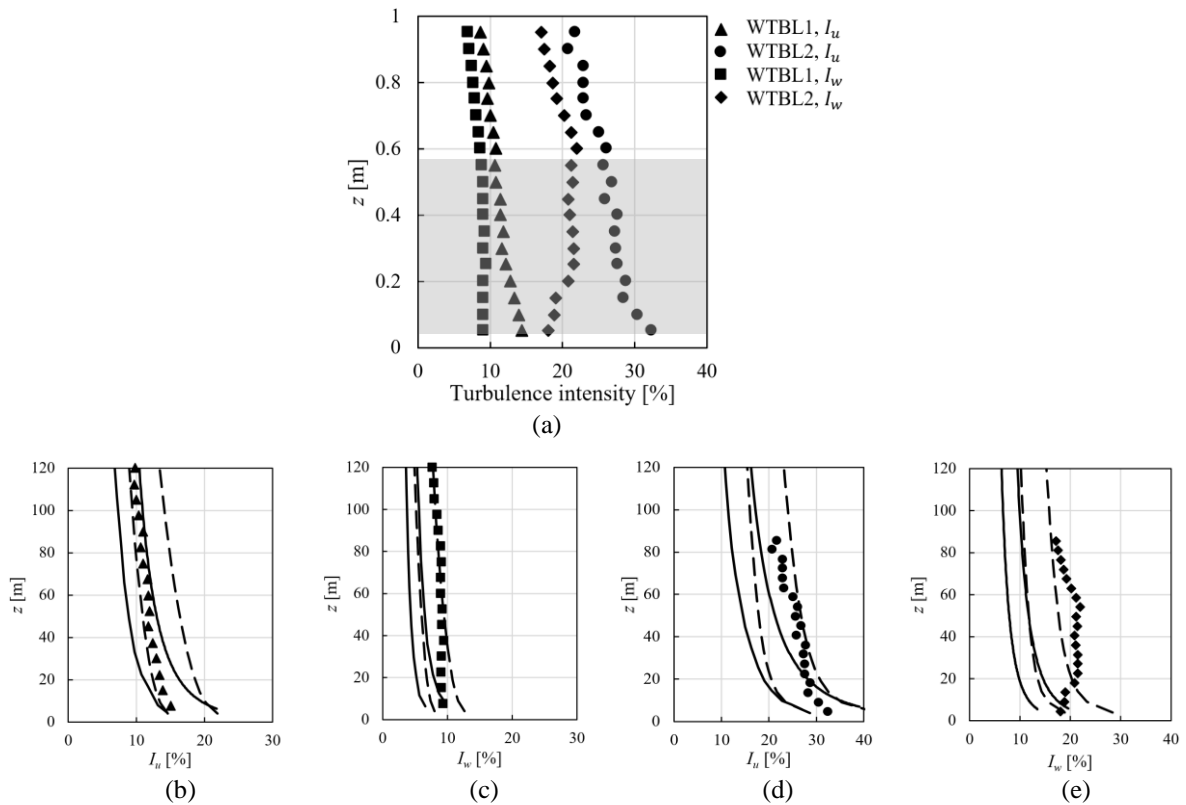 1
0.8
0.6
0.4
0.2
0
z [m]
0 10 20 30 40
Turbulence intensity [%]
WTBL1, I_u
WTBL2, I_u
WTBL1, I_w
WTBL2, I_w
(a)
120
100
80
60
40
20
0
z [m]
0 10 20 30
I_u [%]
(b)
120
100
80
60
40
20
0
z [m]
0 10 20 30
I_w [%]
(c)
120
100
80
60
40
20
0
z [m]
0 10 20 30 40
I_u [%]
(d)
120
100
80
60
40
20
0
z [m]
0 10 20 30 40
I_w [%]
(e)